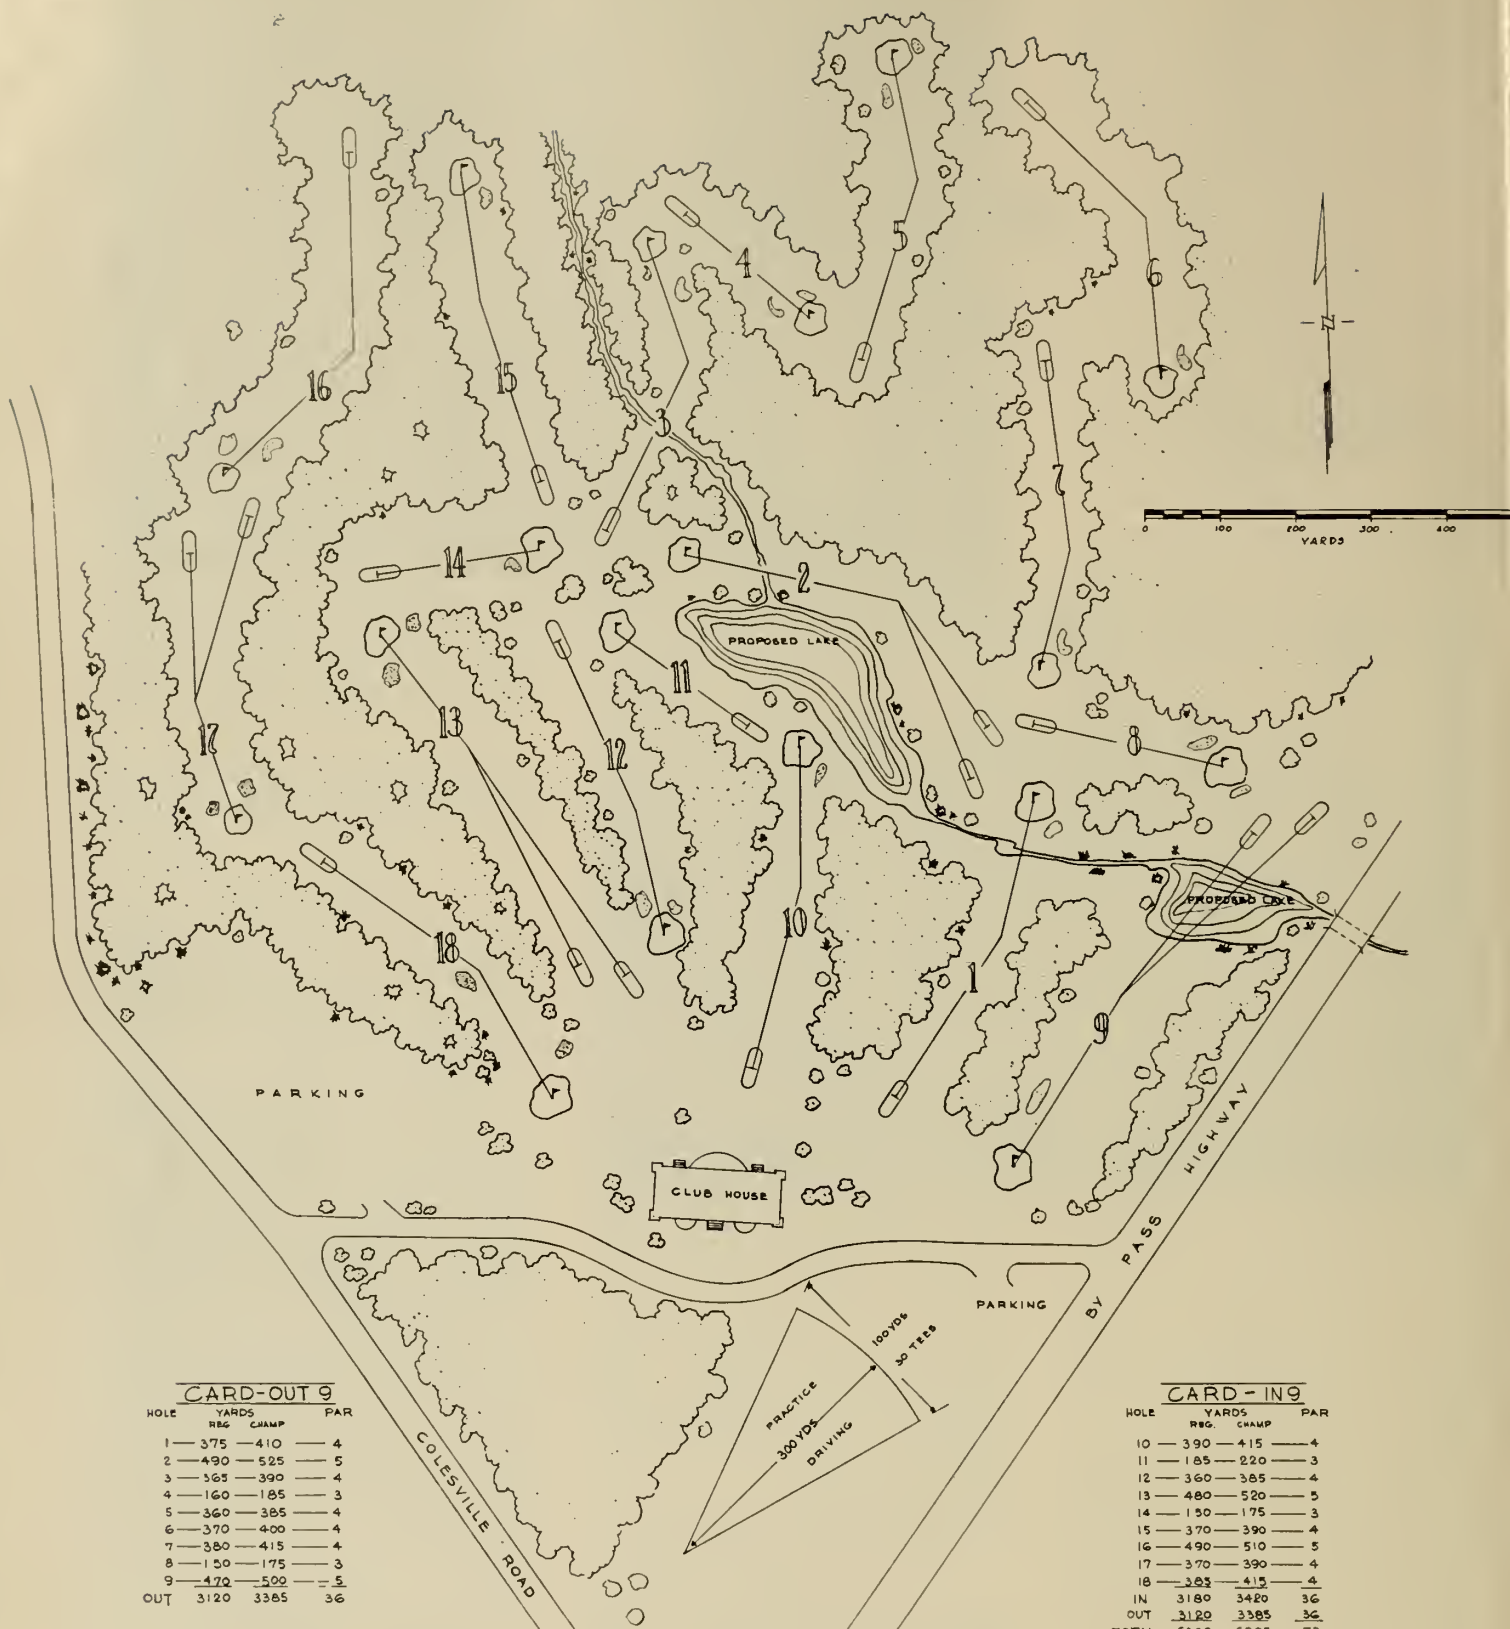 5
4
6
16
15
3
7
0 100 200 300 400
YARDS
14
2
PROPOSED LAKE
11
13
17
12
8
PROPOSED LAKE
10
18
1
9
PARKING
CLUB HOUSE
BY PASS HIGHWAY
PARKING
100 YDS
30 TEES
PRACTICE
300 YDS
DRIVING
COLESVILLE ROAD
CARD-OUT 9
HOLE YARDS PAR
REG CHAMP
1 — 375 — 410 — 4
2 — 490 — 525 — 5
3 — 365 — 390 — 4
4 — 160 — 185 — 3
5 — 360 — 385 — 4
6 — 370 — 400 — 4
7 — 380 — 415 — 4
8 — 150 — 175 — 3
9 — 470 — 500 — 5
OUT 3120 3385 36
CARD-IN 9
HOLE YARDS PAR
REG. CHAMP
10 — 390 — 415 — 4
11 — 185 — 220 — 3
12 — 360 — 385 — 4
13 — 480 — 520 — 5
14 — 150 — 175 — 3
15 — 370 — 390 — 4
16 — 490 — 510 — 5
17 — 370 — 390 — 4
18 — 385 — 415 — 4
IN 3180 3420 36
OUT 3120 3385 36